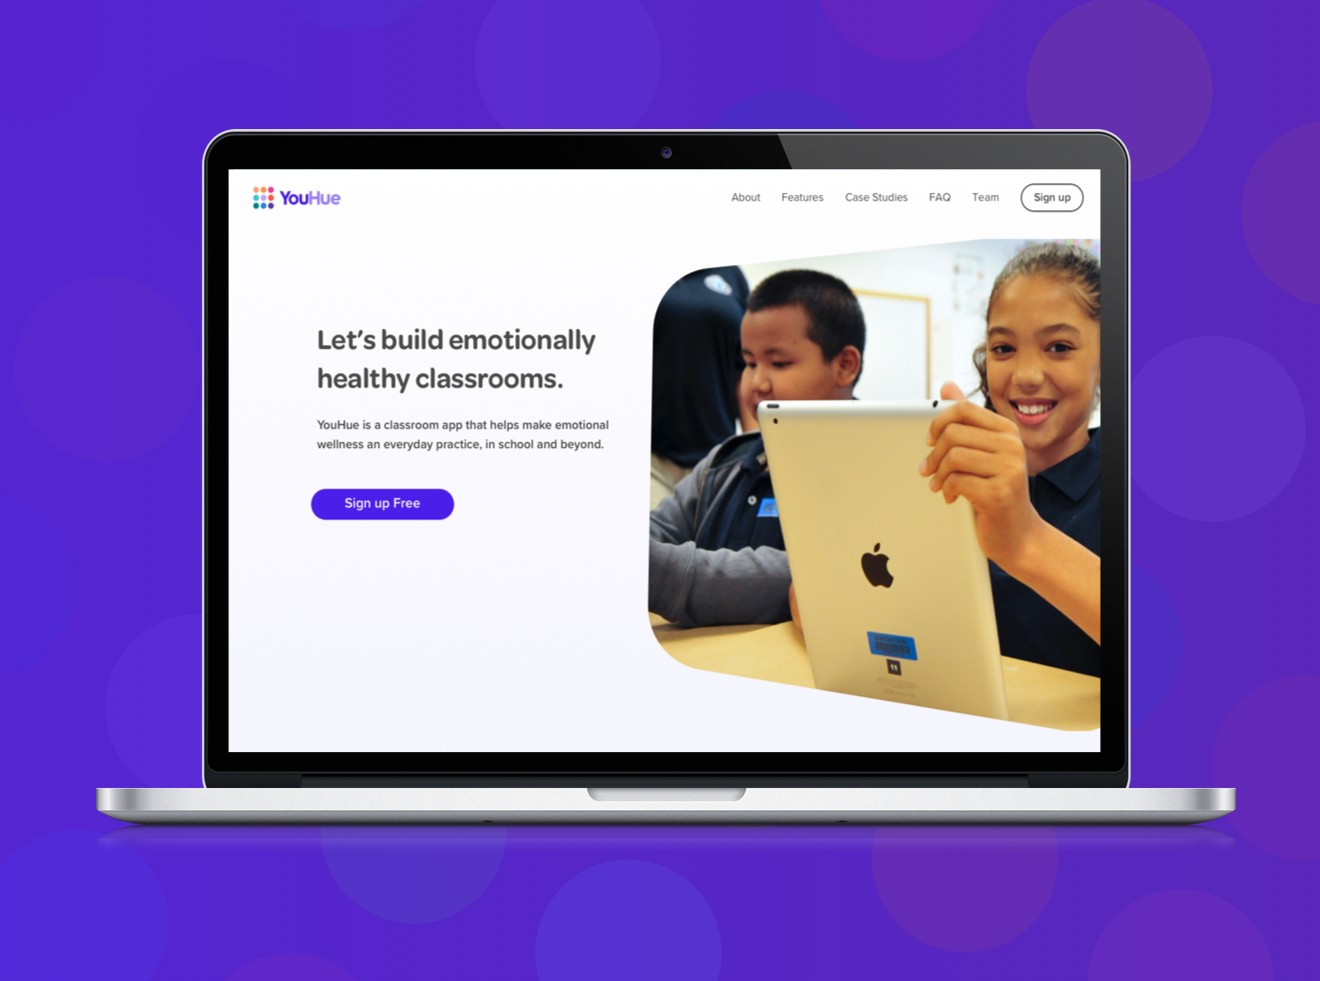 YouHue
About
Features
Case Studies
FAQ
Team
Sign up
Let's build emotionally
healthy classrooms.
YouHue is a classroom app that helps make emotional
wellness an everyday practice, in school and beyond.
Sign up Free
11